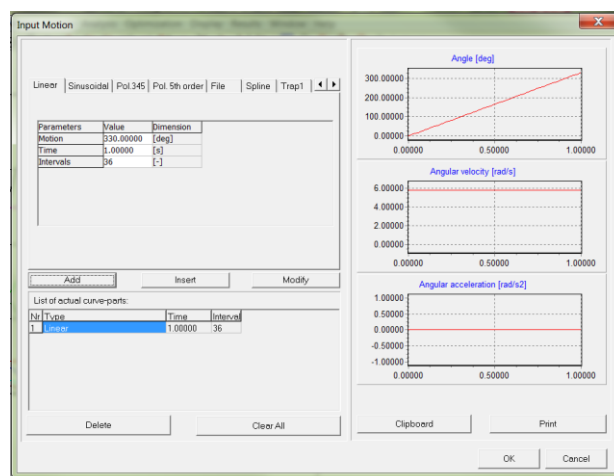 Input Motion
Linear Sinusoidal Pol.345 Pol. 5th order File Spline Trap1
Parameters Value Dimension
Motion 330.00000 [deg]
Time 1.00000 [s]
Intervals 36 [-]
Add Insert Modify
List of actual curve-parts:
Nr Type Time Interval
1 Linear 1.00000 36
Delete Clear All
Angle [deg]
300.00000
200.00000
100.00000
0.00000
0.00000 0.50000 1.00000
Angular velocity [rad/s]
6.00000
4.00000
2.00000
0.00000
0.00000 0.50000 1.00000
Angular acceleration [rad/s2]
1.00000
0.50000
0.00000
-0.50000
-1.00000
0.00000 0.50000 1.00000
Clipboard Print
OK Cancel